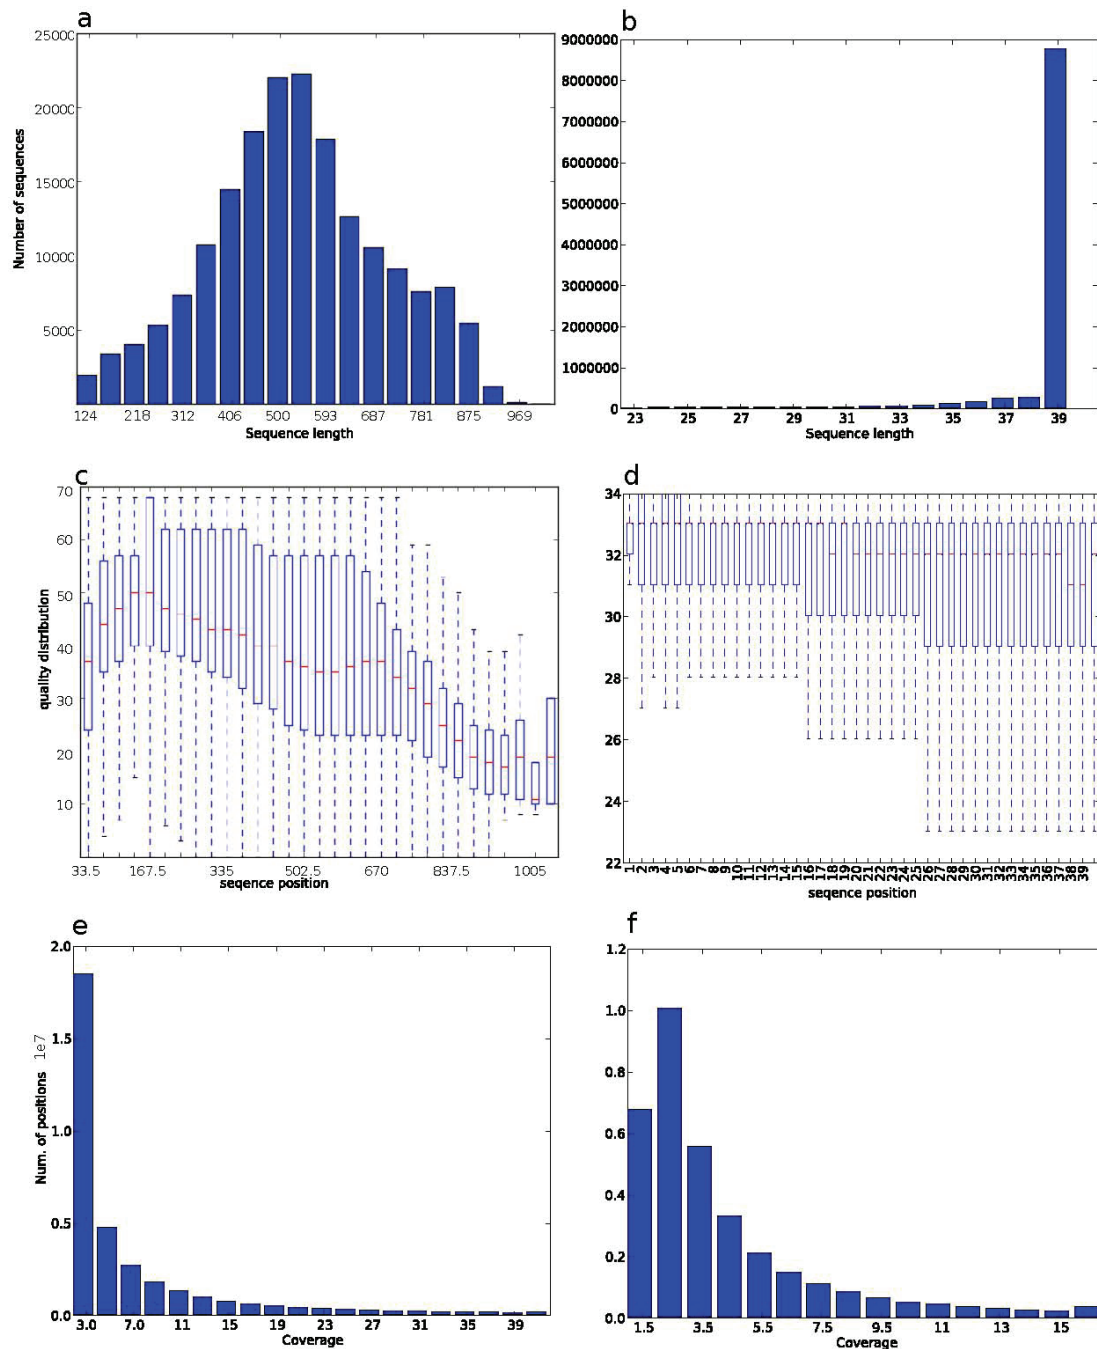 a
25000
20000
15000
10000
5000
Number of sequences
124 218 312 406 500 593 687 781 875 969
Sequence length
b
9000000
8000000
7000000
6000000
5000000
4000000
3000000
2000000
1000000
0
23 25 27 29 31 33 35 37 39
Sequence length
c
70
60
50
40
30
20
10
quality distribution
33.5 167.5 335 502.5 670 837.5 1005
seqence position
d
34
32
30
28
26
24
22
1 2 3 4 5 6 7 8 9 10 11 12 13 14 15 16 17 18 19 20 21 22 23 24 25 26 27 28 29 30 31 32 33 34 35 36 37 38 39
seqence position
e
2.0
1.5
1.0
0.5
0.0
Num. of positions 1e7
3.0 7.0 11 15 19 23 27 31 35 39
Coverage
f
1.2
1.0
0.8
0.6
0.4
0.2
0.0
1.5 3.5 5.5 7.5 9.5 11 13 15
Coverage